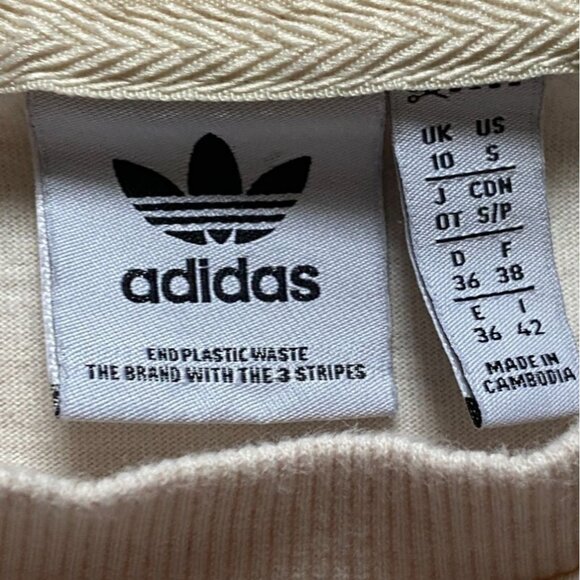 adidas
END PLASTIC WASTE
THE BRAND WITH THE 3 STRIPES
UK US
10 S
J CDN
OT S/P
D F
36 38
E I
36 42
MADE IN
CAMBODIA